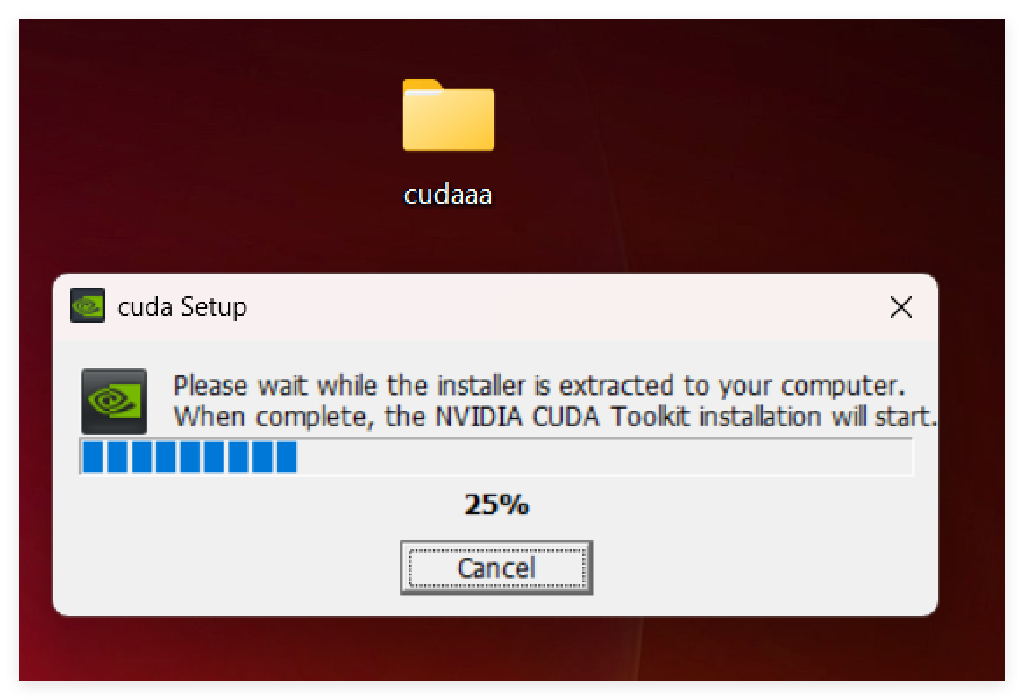 cudaaa
cuda Setup
Please wait while the installer is extracted to your computer.
When complete, the NVIDIA CUDA Toolkit installation will start.
25%
Cancel